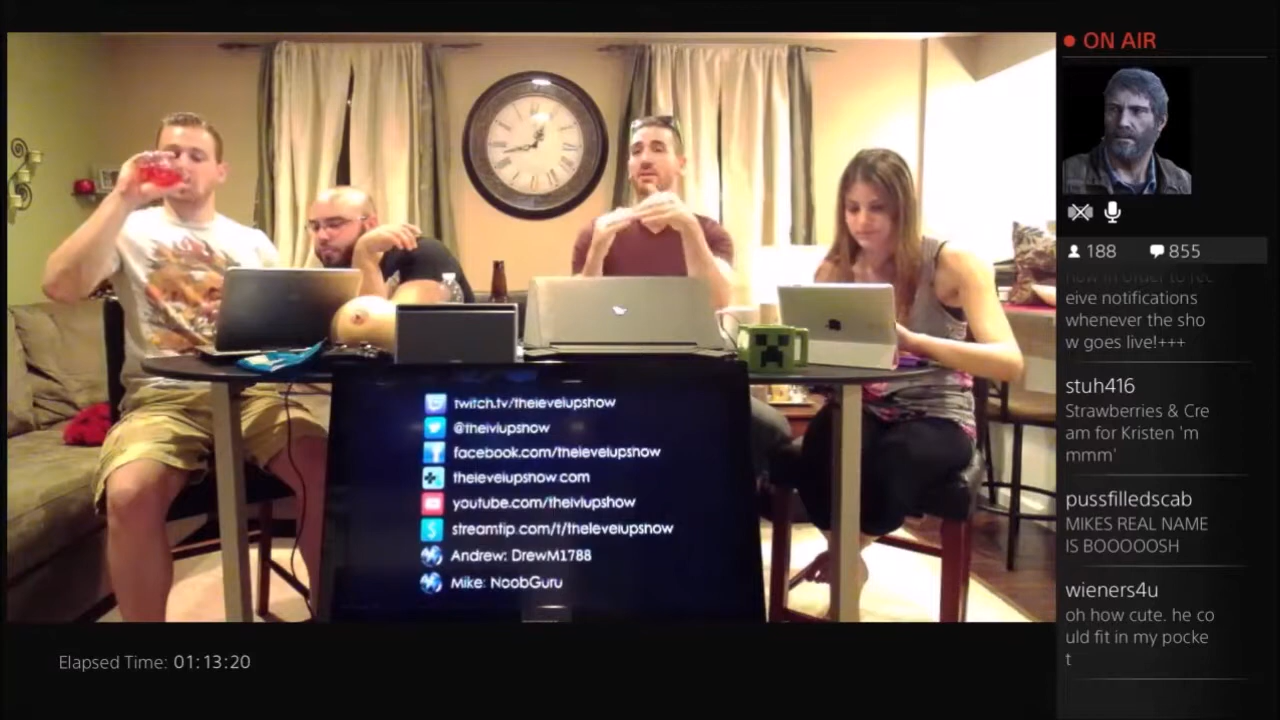 ON AIR
188 855
eive notifications
whenever the sho
w goes live!+++
stuh416
Strawberries & Cre
am for Kristen 'm
mmm'
pussfilledscab
MIKES REAL NAME
IS BOOOOOSH
wieners4u
oh how cute. he co
uld fit in my pocke
t
twitch.tv/thelevelupshow
@thelvlupshow
facebook.com/thelevelupshow
thelevelupshow.com
youtube.com/thelvlupshow
streamtip.com/t/thelevelupshow
Andrew: DrewM1788
Mike: NoobGuru
Elapsed Time: 01:13:20